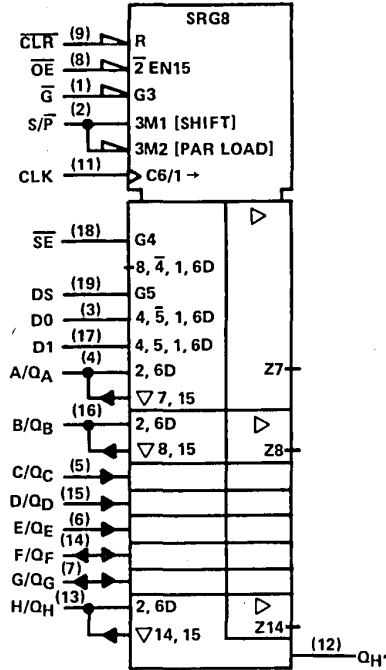 SRG8
C̅L̅R̅ (9) R
O̅E̅ (8) 2̅ EN15
G̅ (1) G3
S/P̅ (2) 3M1 [SHIFT]
3M2 [PAR LOAD]
CLK (11) C6/1 →
▷
S̅E̅ (18) G4
8, 4̅, 1, 6D
DS (19) G5
D0 (3) 4, 5̅, 1, 6D
D1 (17) 4, 5, 1, 6D
A/QA (4) 2, 6D Z7
▽ 7, 15
B/QB (16) 2, 6D ▷
▽ 8, 15 Z8
C/QC (5)
D/QD (15)
E/QE (6)
F/QF (14)
G/QG (7)
H/QH (13) 2, 6D ▷
▽ 14, 15 Z14
(12) QH'